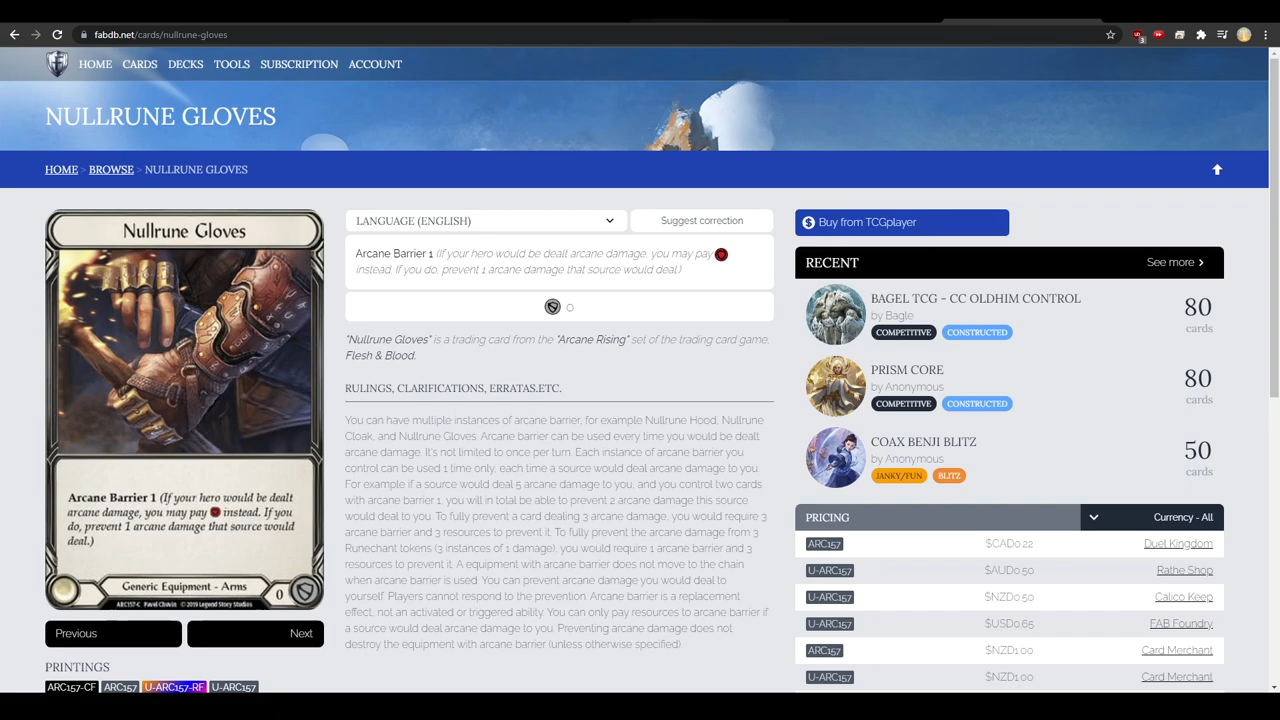 fabdb.net/cards/nullrune-gloves
3
HOME CARDS DECKS TOOLS SUBSCRIPTION ACCOUNT
NULLRUNE GLOVES
HOME > BROWSE > NULLRUNE GLOVES
Nullrune Gloves
Arcane Barrier 1 (If your hero would be dealt
arcane damage, you may pay instead. If you
do, prevent 1 arcane damage that source would
deal.)
Generic Equipment - Arms
0
ARC157-C Pavel Chovin © 2019 Legend Story Studios
Previous
Next
PRINTINGS
ARC157-CF ARC157 U-ARC157-RF U-ARC157
LANGUAGE (ENGLISH)
Suggest correction
Arcane Barrier 1 (If your hero would be dealt arcane damage, you may pay
instead. If you do, prevent 1 arcane damage that source would deal.)
0
"Nullrune Gloves" is a trading card from the "Arcane Rising" set of the trading card game,
Flesh & Blood.
RULINGS, CLARIFICATIONS, ERRATAS.ETC.
You can have multiple instances of arcane barrier, for example Nullrune Hood, Nullrune
Cloak, and Nullrune Gloves. Arcane barrier can be used every time you would be dealt
arcane damage. It's not limited to once per turn. Each instance of arcane barrier you
control can be used 1 time only, each time a source would deal arcane damage to you.
For example if a source would deal 5 arcane damage to you, and you control two cards
with arcane barrier 1, you will in total be able to prevent 2 arcane damage this source
would deal to you. To fully prevent a card dealing 3 arcane damage, you would require 3
arcane barrier and 3 resources to prevent it. To fully prevent the arcane damage from 3
Runechant tokens (3 instances of 1 damage), you would require 1 arcane barrier and 3
resources to prevent it. A equipment with arcane barrier does not move to the chain
when arcane barrier is used. You can prevent arcane damage you would deal to
yourself. Players cannot respond to the prevention. Arcane barrier is a replacement
effect, not an activated or triggered ability. You can only pay resources to arcane barrier if
a source would deal arcane damage to you. Preventing arcane damage does not
destroy the equipment with arcane barrier (unless otherwise specified).
Buy from TCGplayer
RECENT
See more
BAGEL TCG - CC OLDHIM CONTROL
by Bagle
COMPETITIVE CONSTRUCTED
80
cards
PRISM CORE
by Anonymous
COMPETITIVE CONSTRUCTED
80
cards
COAX BENJI BLITZ
by Anonymous
JANKY/FUN BLITZ
50
cards
PRICING
Currency - All
ARC157 $CAD0.22 Duel Kingdom
U-ARC157 $AUD0.50 Rathe Shop
U-ARC157 $NZD0.50 Calico Keep
U-ARC157 $USD0.65 FAB Foundry
ARC157 $NZD1.00 Card Merchant
U-ARC157 $NZD1.00 Card Merchant